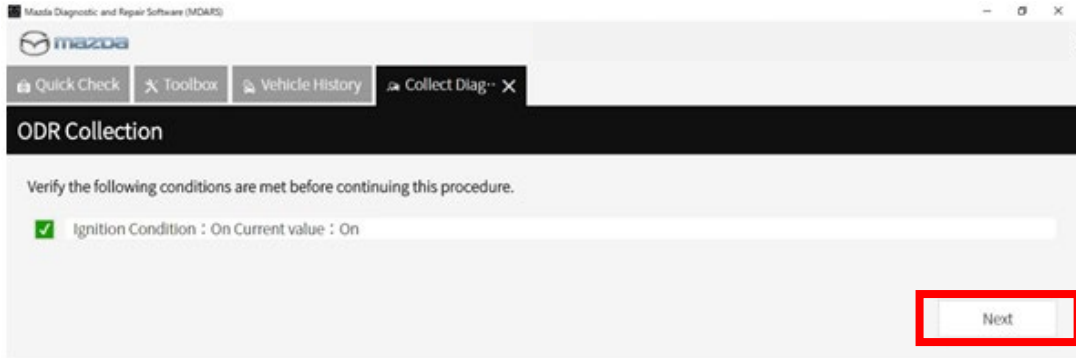 Mazda Diagnostic and Repair Software (MDARS)
mazda
Quick Check Toolbox Vehicle History Collect Diag··
ODR Collection
Verify the following conditions are met before continuing this procedure.
Ignition Condition : On Current value : On
Next